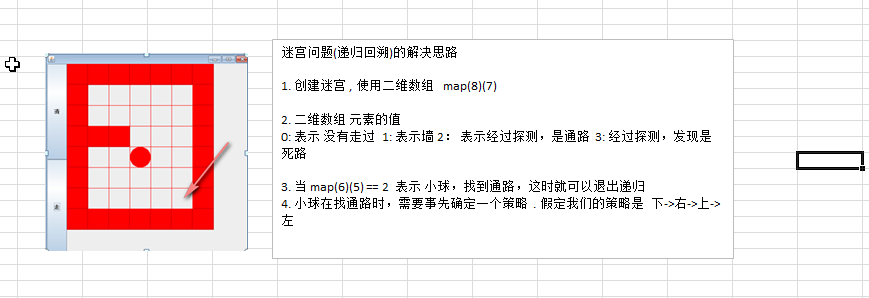 迷宫问题(递归回溯)的解决思路
1. 创建迷宫 , 使用二维数组 map(8)(7)
2. 二维数组 元素的值
0: 表示 没有走过 1: 表示墙 2： 表示经过探测，是通路 3: 经过探测，发现是
死路
3. 当 map(6)(5) == 2 表示 小球，找到通路，这时就可以退出递归
4. 小球在找通路时，需要事先确定一个策略 . 假定我们的策略是 下->右->上->
左